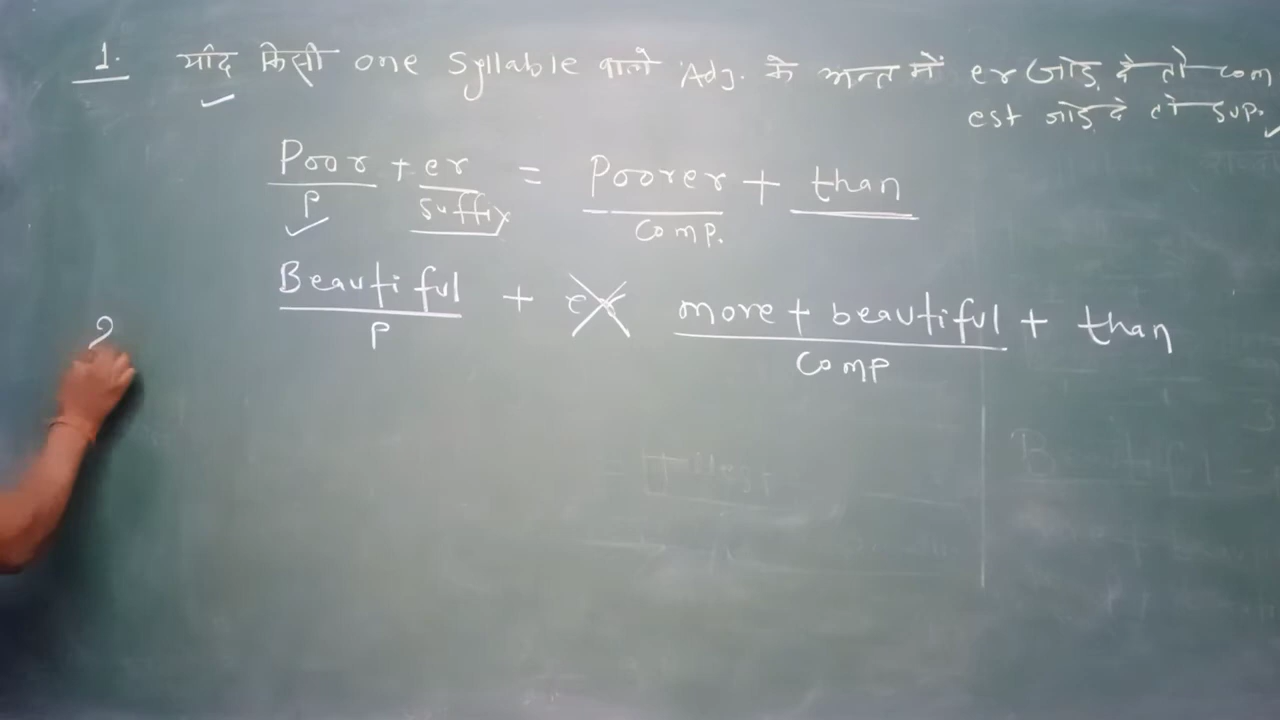 1. यदि किसी one Syllable वाले Adj. के अन्त में er जोड़ दे तो com
est जोड़ दे तो sup.
Poor + er = Poorer + than
P suffix Comp.
Beautiful + er more + beautiful + than
P Comp
2